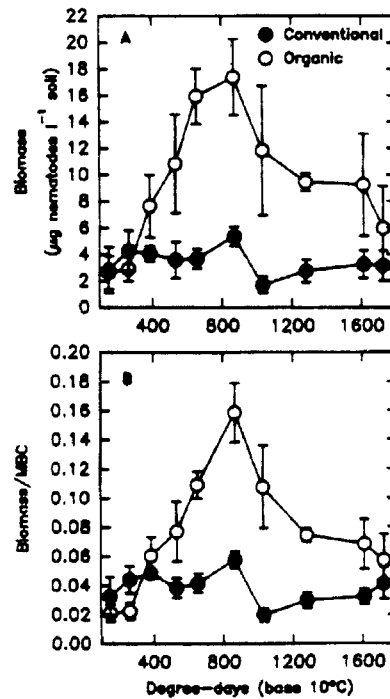 22
20
18
16
14
12
10
8
6
4
2
0
A
Conventional
Organic
Biomass
(μg nematodes l⁻¹ soil)
400 800 1200 1600
0.20
0.18
0.16
0.14
0.12
0.10
0.08
0.06
0.04
0.02
0.00
B
Biomass/MBC
400 800 1200 1600
Degree-days (base 10°C)